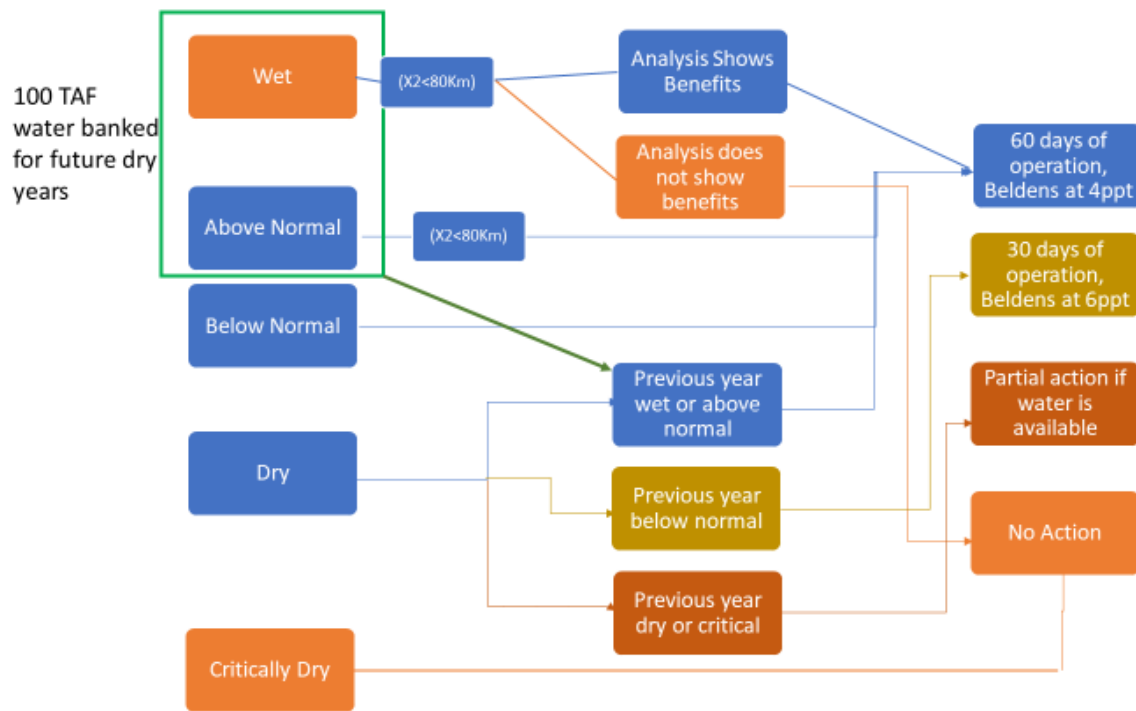 100 TAF
water banked
for future dry
years
Wet
(X2<80Km)
Analysis Shows
Benefits
Analysis does
not show
benefits
60 days of
operation,
Beldens at 4ppt
Above Normal
(X2<80Km)
30 days of
operation,
Beldens at 6ppt
Below Normal
Previous year
wet or above
normal
Partial action if
water is
available
Dry
Previous year
below normal
No Action
Previous year
dry or critical
Critically Dry